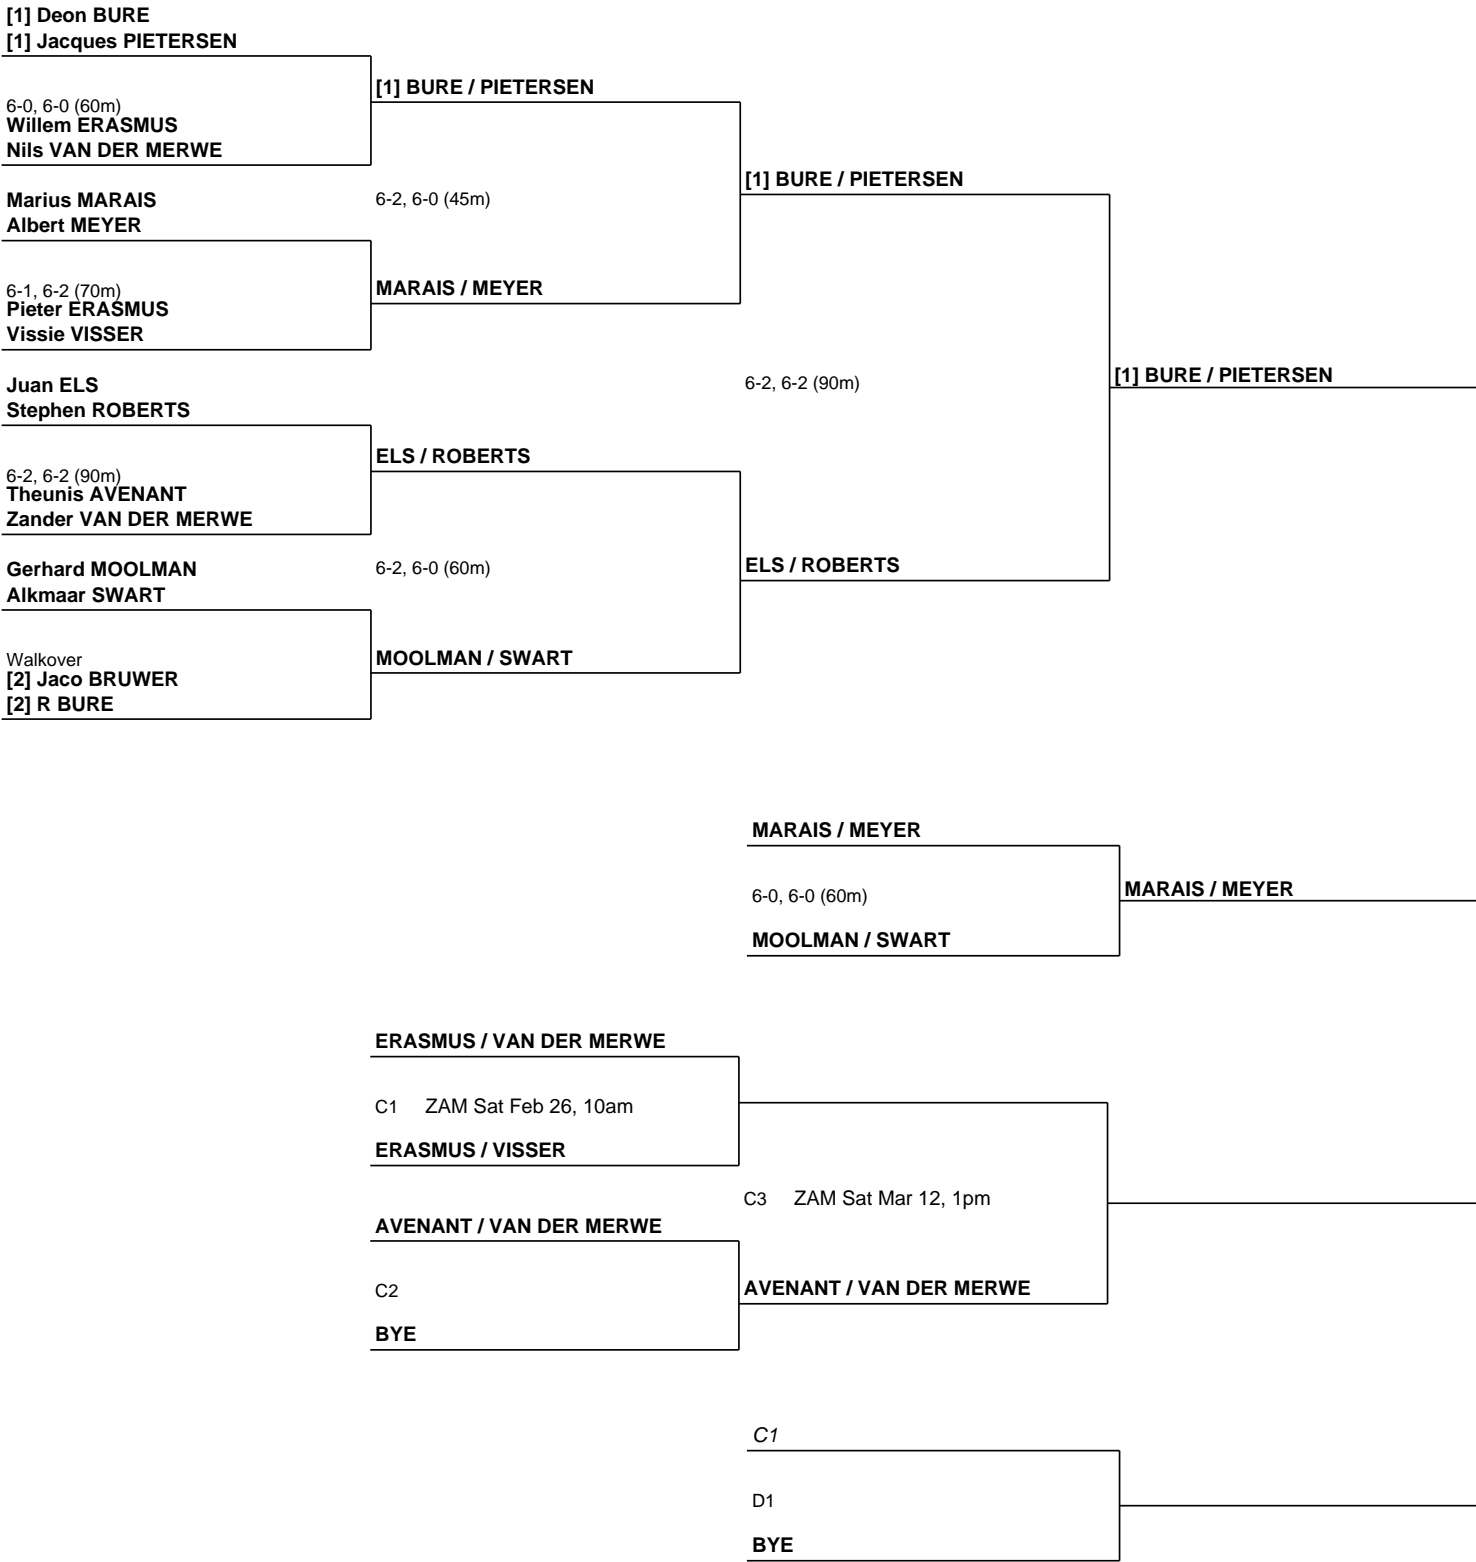 [1] Deon BURE
[1] Jacques PIETERSEN
[1] BURE / PIETERSEN
6-0, 6-0 (60m)
Willem ERASMUS
Nils VAN DER MERWE
[1] BURE / PIETERSEN
Marius MARAIS
6-2, 6-0 (45m)
Albert MEYER
MARAIS / MEYER
6-1, 6-2 (70m)
Pieter ERASMUS
Vissie VISSER
[1] BURE / PIETERSEN
Juan ELS
6-2, 6-2 (90m)
Stephen ROBERTS
ELS / ROBERTS
6-2, 6-2 (90m)
Theunis AVENANT
Zander VAN DER MERWE
ELS / ROBERTS
Gerhard MOOLMAN
6-2, 6-0 (60m)
Alkmaar SWART
MOOLMAN / SWART
Walkover
[2] Jaco BRUWER
[2] R BURE
MARAIS / MEYER
MARAIS / MEYER
6-0, 6-0 (60m)
MOOLMAN / SWART
ERASMUS / VAN DER MERWE
C1 ZAM Sat Feb 26, 10am
ERASMUS / VISSER
C3 ZAM Sat Mar 12, 1pm
AVENANT / VAN DER MERWE
C2
AVENANT / VAN DER MERWE
BYE
C1
D1
BYE